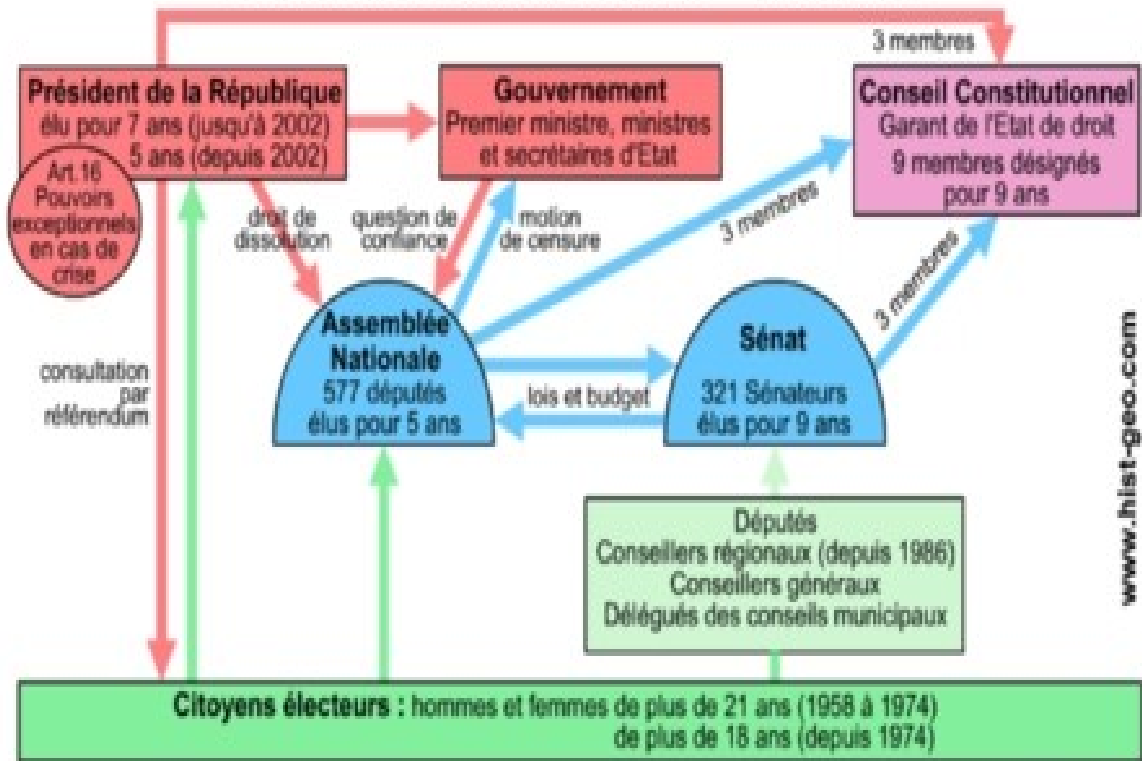 3 membres
Président de la République
élu pour 7 ans (jusqu'à 2002)
5 ans (depuis 2002)
Art.16
Pouvoirs
exceptionnels
en cas de
crise
Gouvernement
Premier ministre, ministres
et secrétaires d'Etat
Conseil Constitutionnel
Garant de l'Etat de droit
9 membres désignés
pour 9 ans
droit de
dissolution
question de
confiance
motion
de censure
3 membres
3 membres
Assemblée
Nationale
577 députés
élus pour 5 ans
lois et budget
Sénat
321 Sénateurs
élus pour 9 ans
consultation
par
référendum
Députés
Conseillers régionaux (depuis 1986)
Conseillers généraux
Délégués des conseils municipaux
Citoyens électeurs : hommes et femmes de plus de 21 ans (1958 à 1974)
de plus de 18 ans (depuis 1974)
www.hist-geo.com